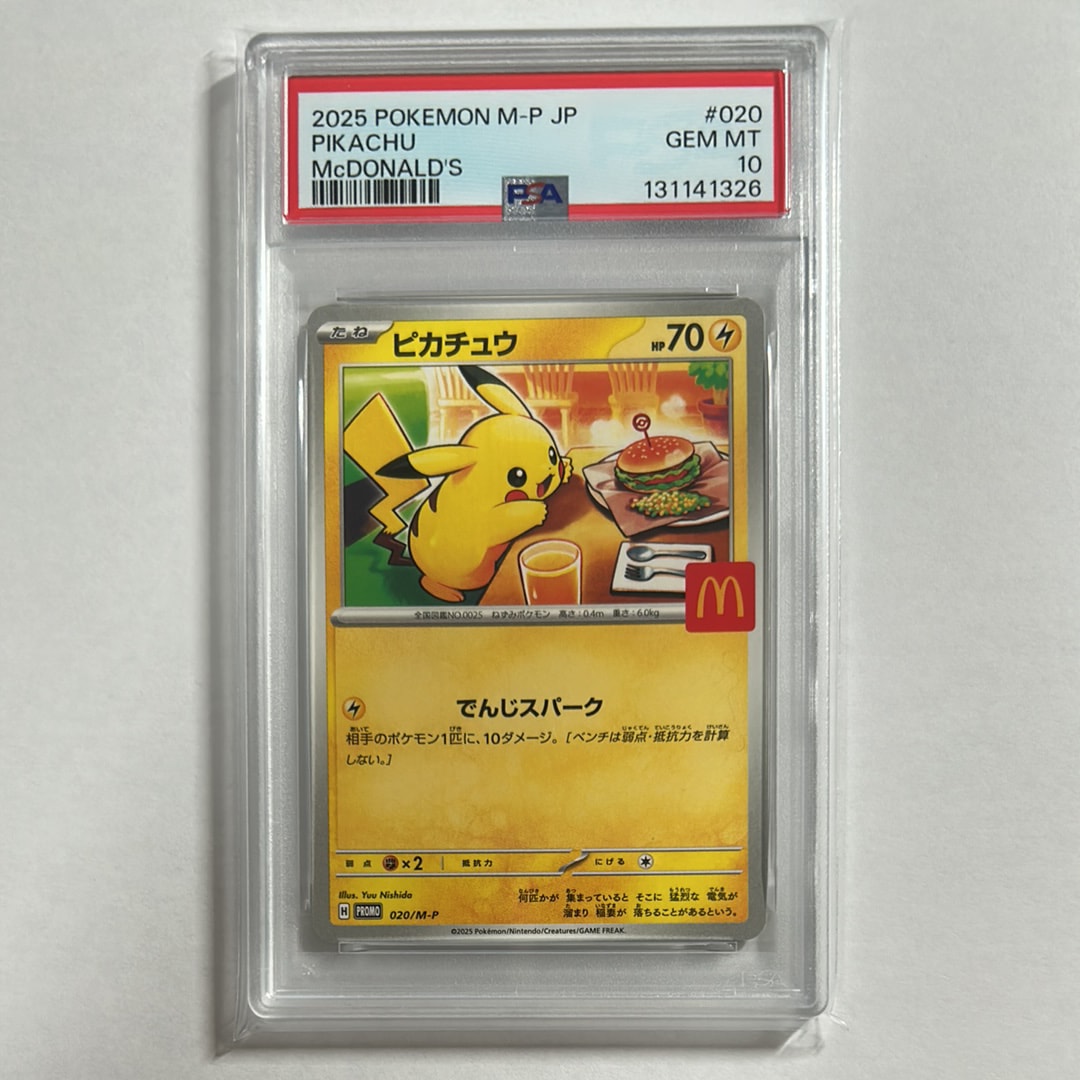 2025 POKEMON M-P JP #020
PIKACHU GEM MT
McDONALD'S 10
PSA 131141326
たね ピカチュウ HP 70
全国図鑑NO.0025 ねずみポケモン 高さ:0.4m 重さ:6.0kg
でんじスパーク
相手のポケモン1匹に、10ダメージ。[ベンチは弱点・抵抗力を計算
しない。]
弱点 ×2 抵抗力 にげる
Illus. Yuu Nishida
何匹かが 集まっていると そこに 猛烈な 電気が
溜まり 稲妻が 落ちることがあるという。
H PROMO 020/M-P
©2025 Pokémon/Nintendo/Creatures/GAME FREAK.